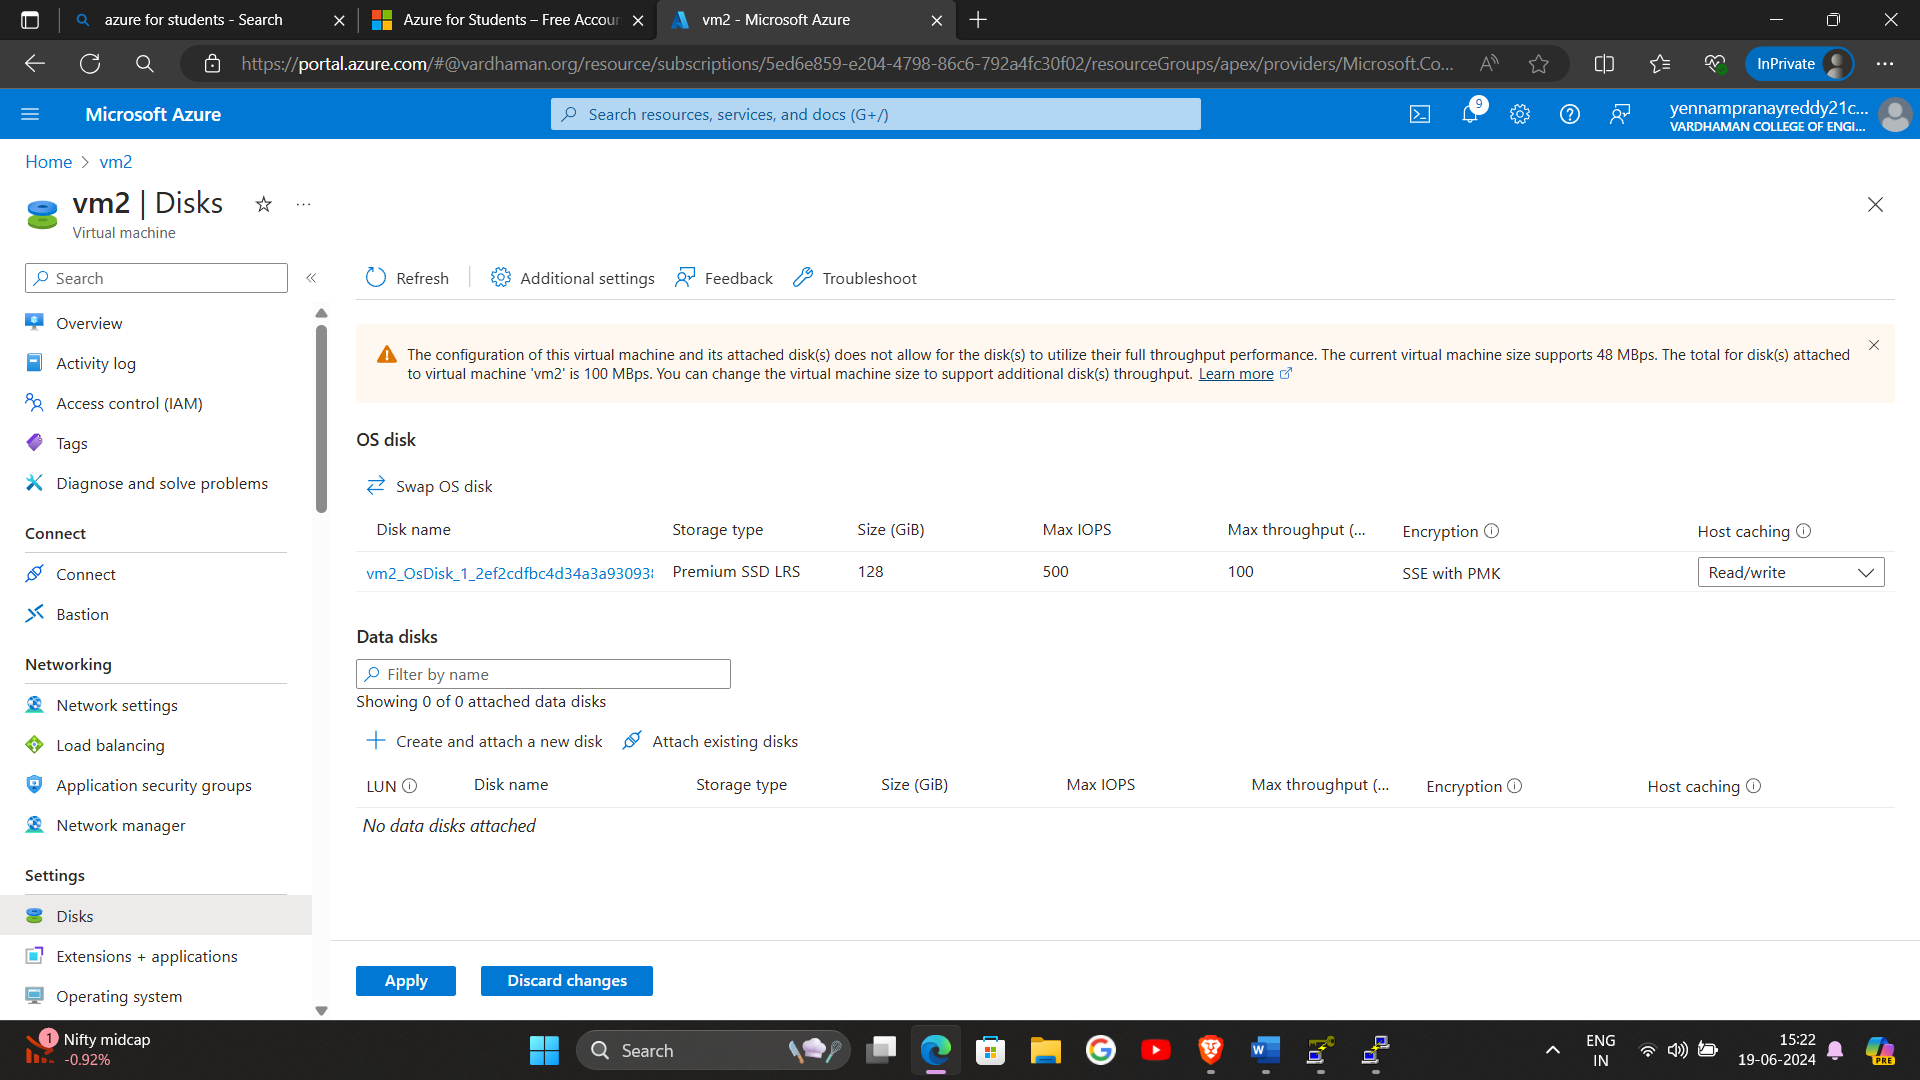 azure for students - Search
Azure for Students – Free Accou
vm2 - Microsoft Azure
https://portal.azure.com/#@vardhaman.org/resource/subscriptions/5ed6e859-e204-4798-86c6-792a4fc30f02/resourceGroups/apex/providers/Microsoft.Co...
InPrivate
Microsoft Azure
Search resources, services, and docs (G+/)
9
yennampranayreddy21c...
VARDHAMAN COLLEGE OF ENGI...
Home > vm2
vm2 | Disks
Virtual machine
Search
Refresh
Additional settings
Feedback
Troubleshoot
Overview
Activity log
Access control (IAM)
Tags
Diagnose and solve problems
Connect
Connect
Bastion
Networking
Network settings
Load balancing
Application security groups
Network manager
Settings
Disks
Extensions + applications
Operating system
The configuration of this virtual machine and its attached disk(s) does not allow for the disk(s) to utilize their full throughput performance. The current virtual machine size supports 48 MBps. The total for disk(s) attached
to virtual machine 'vm2' is 100 MBps. You can change the virtual machine size to support additional disk(s) throughput. Learn more
OS disk
Swap OS disk
Disk name Storage type Size (GiB) Max IOPS Max throughput (... Encryption Host caching
vm2_OsDisk_1_2ef2cdfbc4d34a3a93093 Premium SSD LRS 128 500 100 SSE with PMK Read/write
Data disks
Filter by name
Showing 0 of 0 attached data disks
Create and attach a new disk
Attach existing disks
LUN Disk name Storage type Size (GiB) Max IOPS Max throughput (... Encryption Host caching
No data disks attached
Apply
Discard changes
1
Nifty midcap
-0.92%
Search
ENG
IN
15:22
19-06-2024
PRE